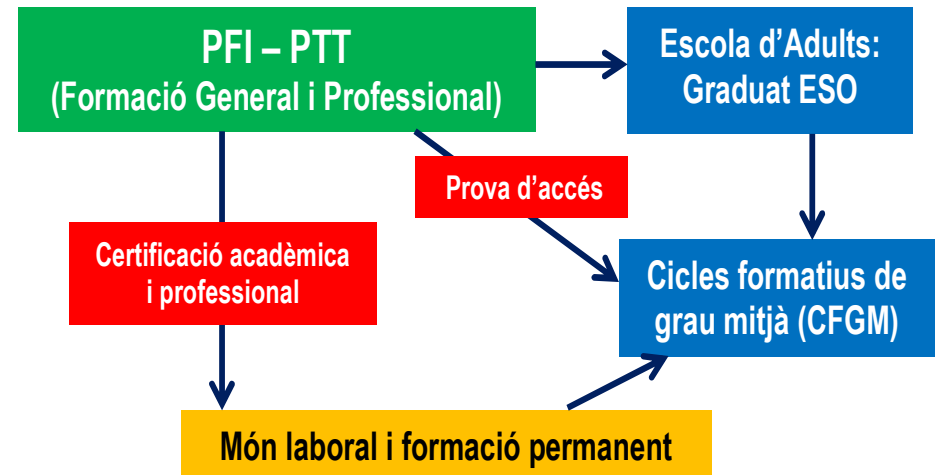 PFI – PTT
(Formació General i Professional)
Escola d’Adults:
Graduat ESO
Prova d’accés
Certificació acadèmica
i professional
Cicles formatius de
grau mitjà (CFGM)
Món laboral i formació permanent